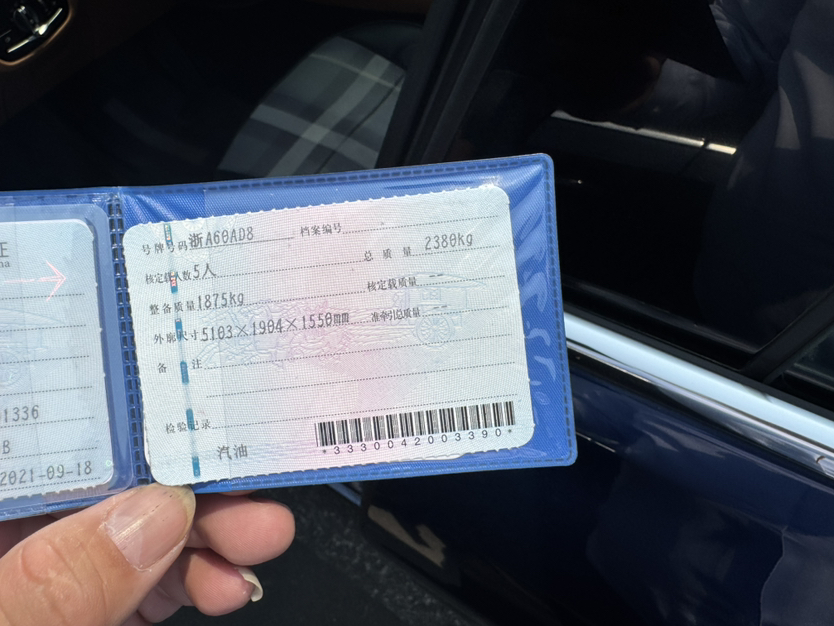 正
na
1336
B
2021-09-18
号牌号码 浙A60AD8 档案编号
核定载人数 5人 总质量 2380kg
整备质量 1875kg 核定载质量 --
外廓尺寸 5103×1904×1550mm 准牵引总质量 --
备注
检验记录
汽油
*3330042003390*